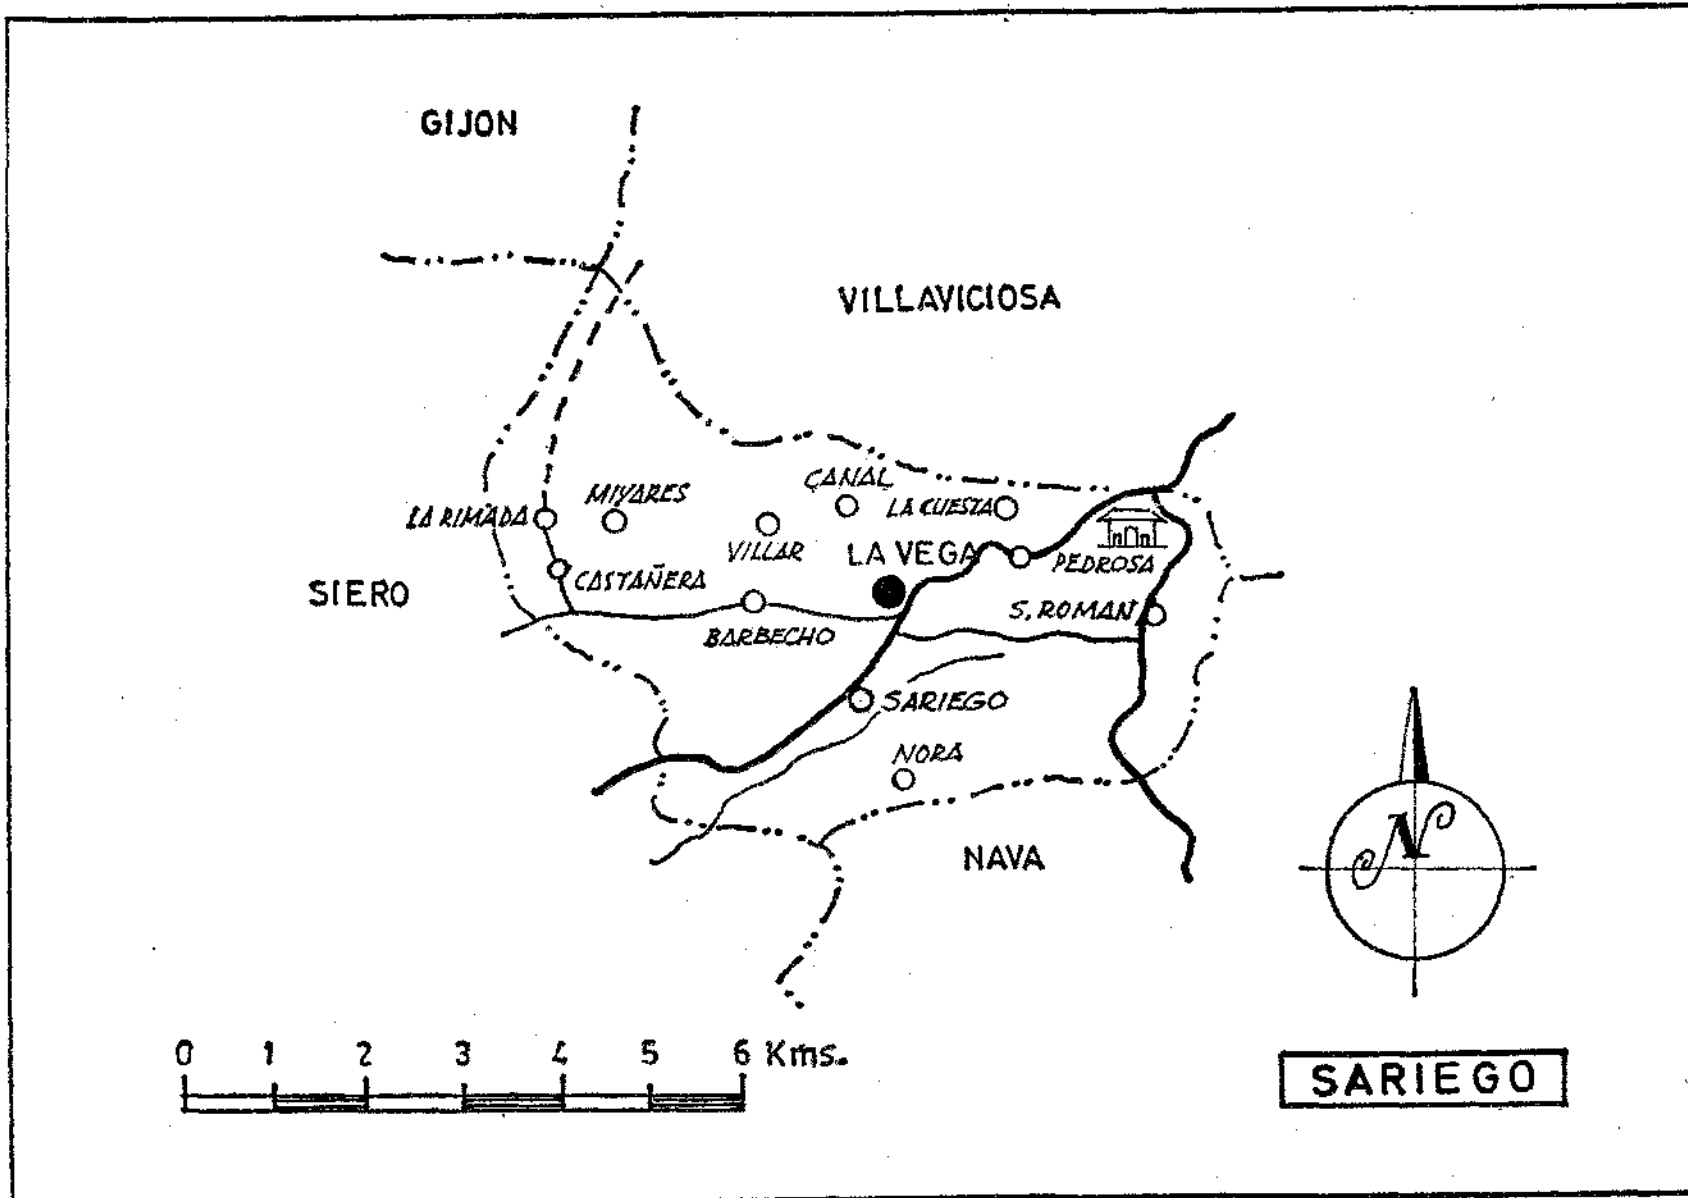 GIJON
VILLAVICIOSA
CANAL
MIYARES
LA CUESTA
LA RIMADA
VILLAR
LA VEGA
PEDROSA
CASTAÑERA
SIERO
S. ROMAN
BARBECHO
SARIEGO
NORA
NAVA
N
0 1 2 3 4 5 6 Kms.
SARIEGO